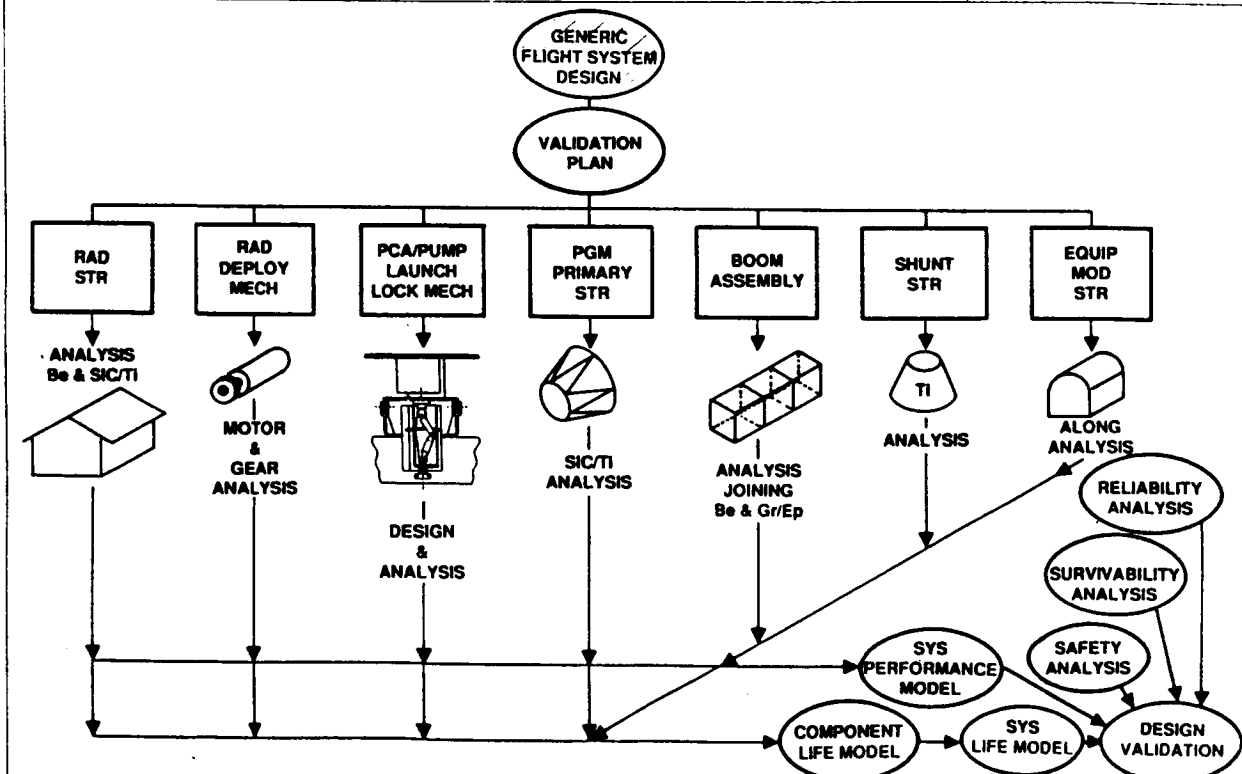 GENERIC
FLIGHT SYSTEM
DESIGN
VALIDATION
PLAN
RAD
STR
RAD
DEPLOY
MECH
PCA/PUMP
LAUNCH
LOCK MECH
PGM
PRIMARY
STR
BOOM
ASSEMBLY
SHUNT
STR
EQUIP
MOD
STR
ANALYSIS
Be & SIC/TI
MOTOR
&
GEAR
ANALYSIS
DESIGN
&
ANALYSIS
SIC/TI
ANALYSIS
ANALYSIS
JOINING
Be & Gr/Ep
TI
ANALYSIS
ALONG
ANALYSIS
RELIABILITY
ANALYSIS
SURVIVABILITY
ANALYSIS
SAFETY
ANALYSIS
SYS
PERFORMANCE
MODEL
COMPONENT
LIFE MODEL
SYS
LIFE MODEL
DESIGN
VALIDATION